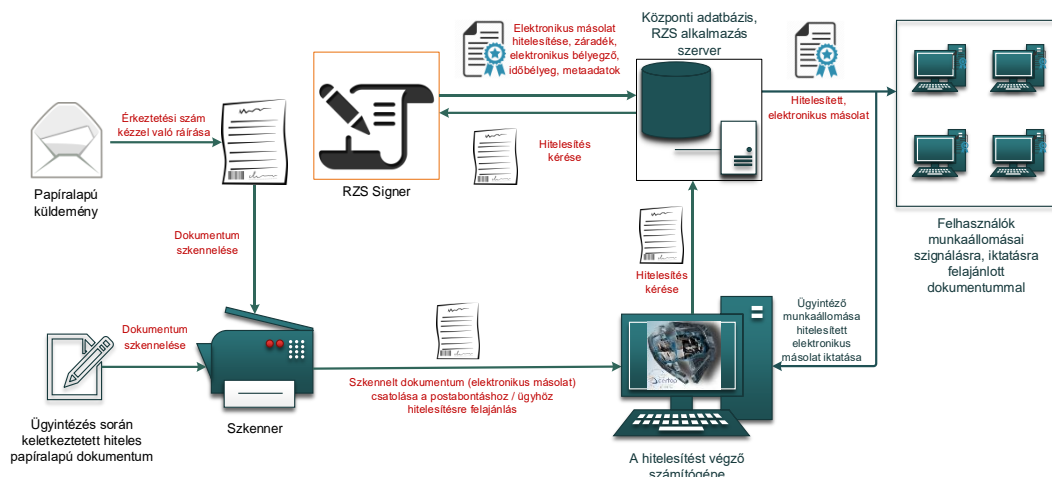 Központi adatbázis,
RZS alkalmazás
szerver
Elektronikus másolat
hitelesítése, záradék,
elektronikus bélyegző,
időbélyeg, metaadatok
Érkeztetési szám
kézzel való ráírása
Hitelesített,
elektronikus másolat
Hitelesítés
kérése
Papíralapú
küldemény
RZS Signer
Felhasználók
munkaállomásai
szignálásra, iktatásra
felajánlott
dokumentummal
Dokumentum
szkennelése
Hitelesítés
kérése
Ügyintéző
munkaállomása
hitelesített
elektronikus
másolat iktatása
Dokumentum
szkennelése
Szkennelt dokumentum (elektronikus másolat)
csatolása a postabontáshoz / ügyhöz
hitelesítésre felajánlás
Szkenner
Ügyintézés során
keletkeztetett hiteles
papíralapú dokumentum
A hitelesítést végző
számítógépe